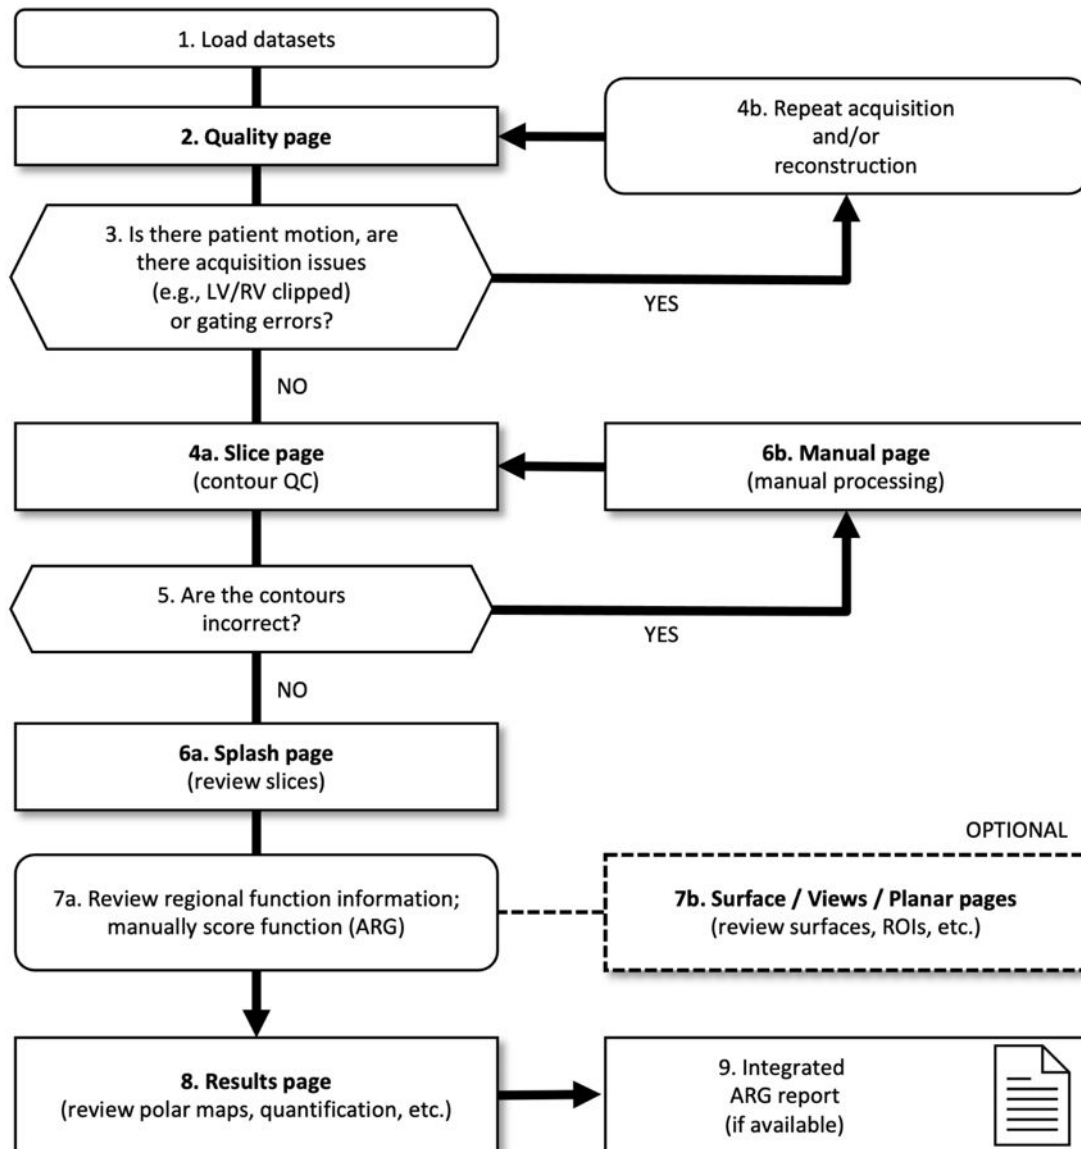 1. Load datasets
2. Quality page
4b. Repeat acquisition
and/or
reconstruction
3. Is there patient motion, are
there acquisition issues
(e.g., LV/RV clipped)
or gating errors?
YES
NO
4a. Slice page
(contour QC)
6b. Manual page
(manual processing)
5. Are the contours
incorrect?
YES
NO
6a. Splash page
(review slices)
OPTIONAL
7a. Review regional function information;
manually score function (ARG)
7b. Surface / Views / Planar pages
(review surfaces, ROIs, etc.)
8. Results page
(review polar maps, quantification, etc.)
9. Integrated
ARG report
(if available)